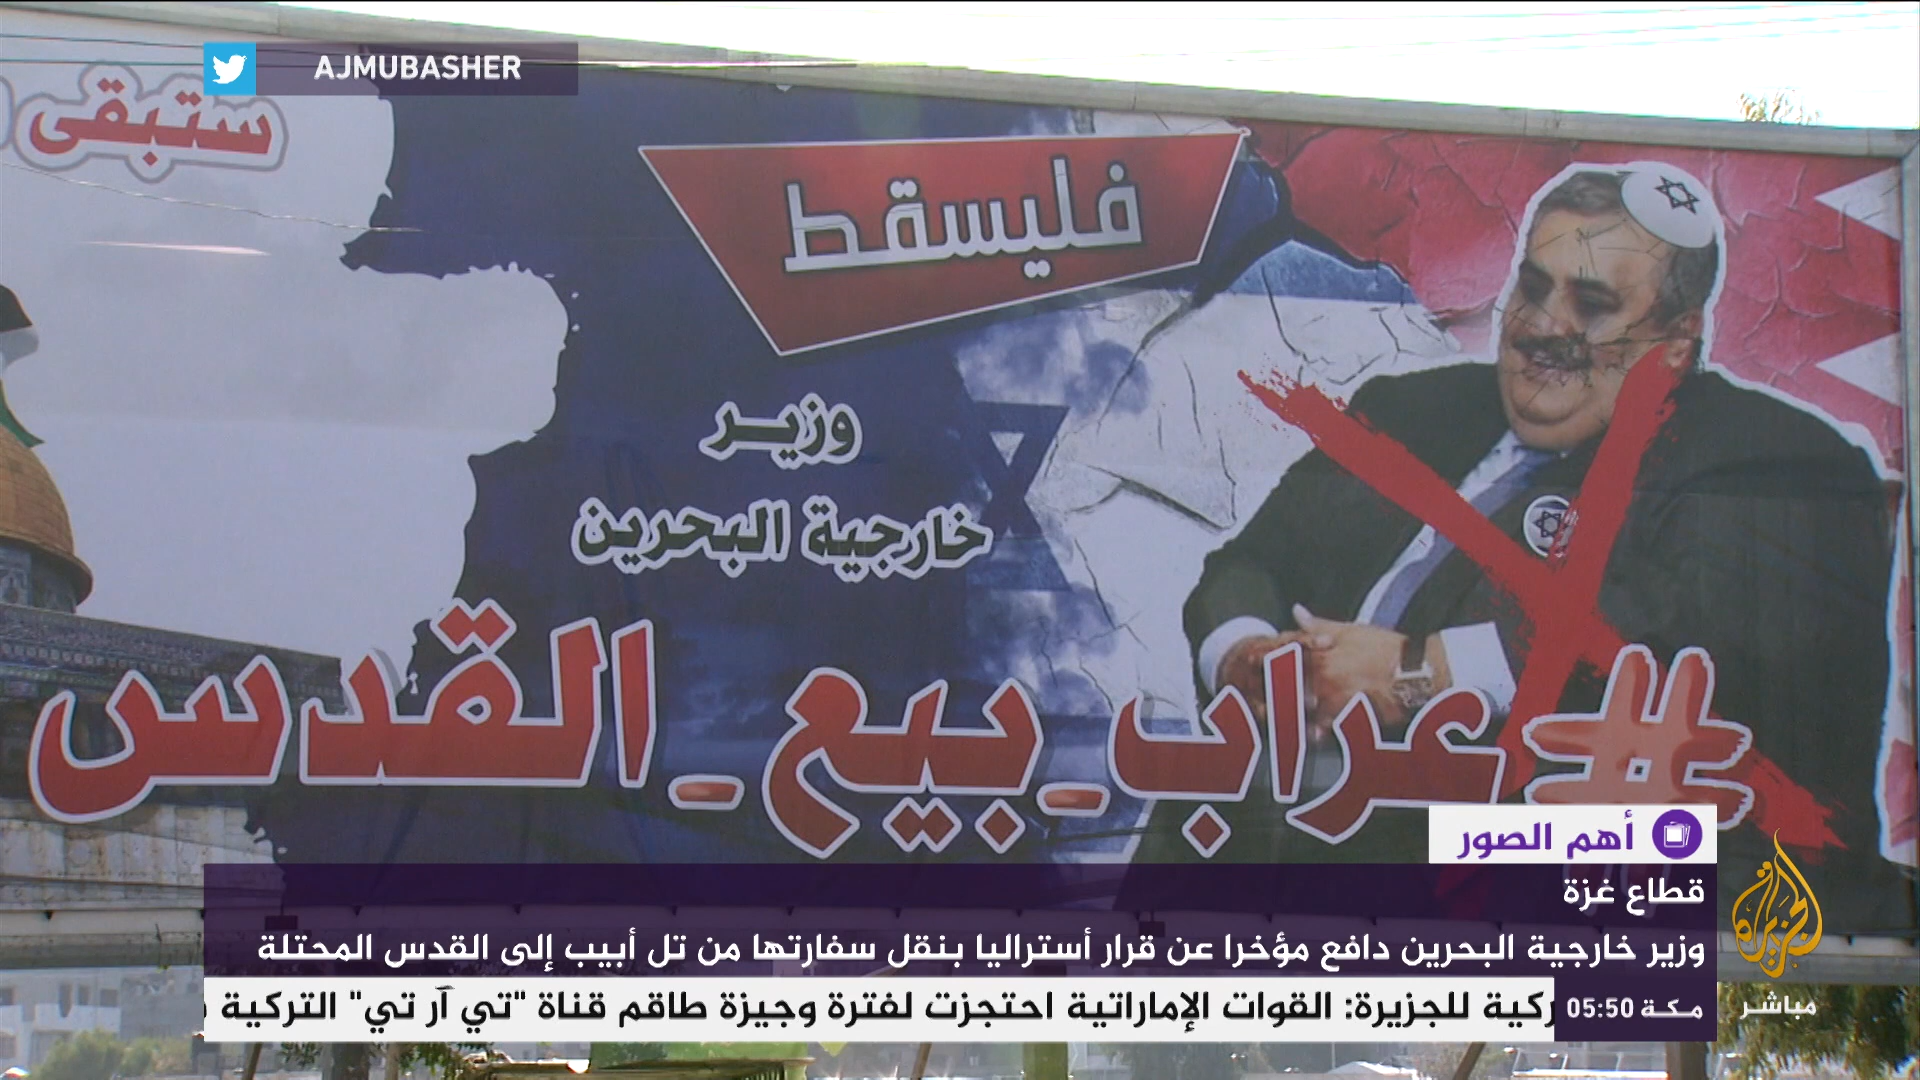 AJMUBASHER
ستبقى
فليسقط
وزير
خارجية البحرين
#عراب_بيع_القدس
أهم الصور
قطاع غزة
وزير خارجية البحرين دافع مؤخرا عن قرار أستراليا بنقل سفارتها من تل أبيب إلى القدس المحتلة
مكة 05:50
ركية للجزيرة: القوات الإماراتية احتجزت لفترة وجيزة طاقم قناة "تي آر تي" التركية
الجزيرة
مباشر